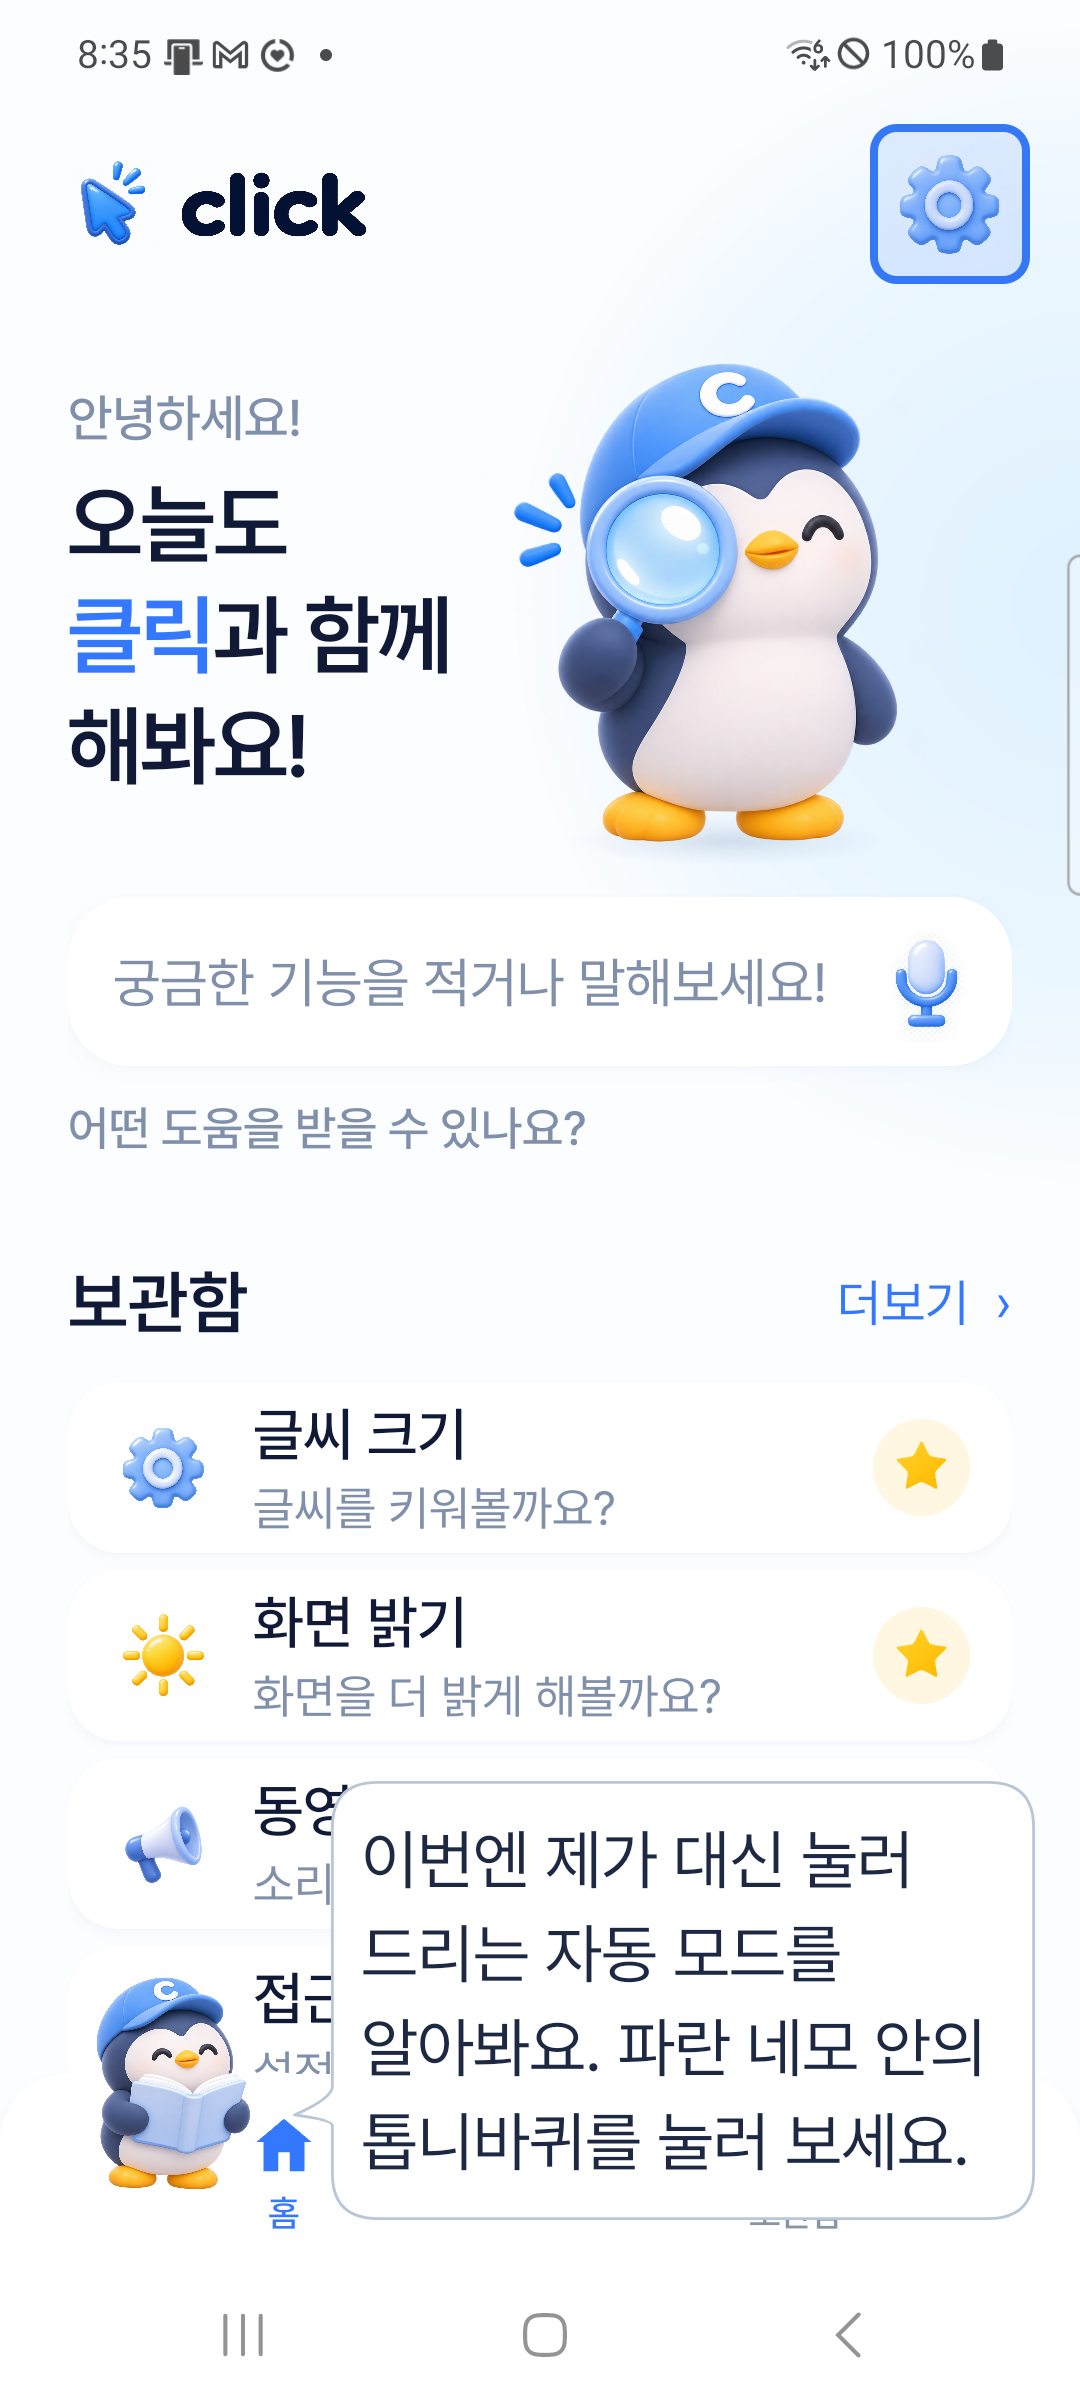 8:35
100%
click
안녕하세요!
오늘도
클릭과 함께
해봐요!
궁금한 기능을 적거나 말해보세요!
어떤 도움을 받을 수 있나요?
보관함
더보기 ›
글씨 크기
글씨를 키워볼까요?
화면 밝기
화면을 더 밝게 해볼까요?
소리
이번엔 제가 대신 눌러
드리는 자동 모드를
알아봐요. 파란 네모 안의
톱니바퀴를 눌러 보세요.
홈